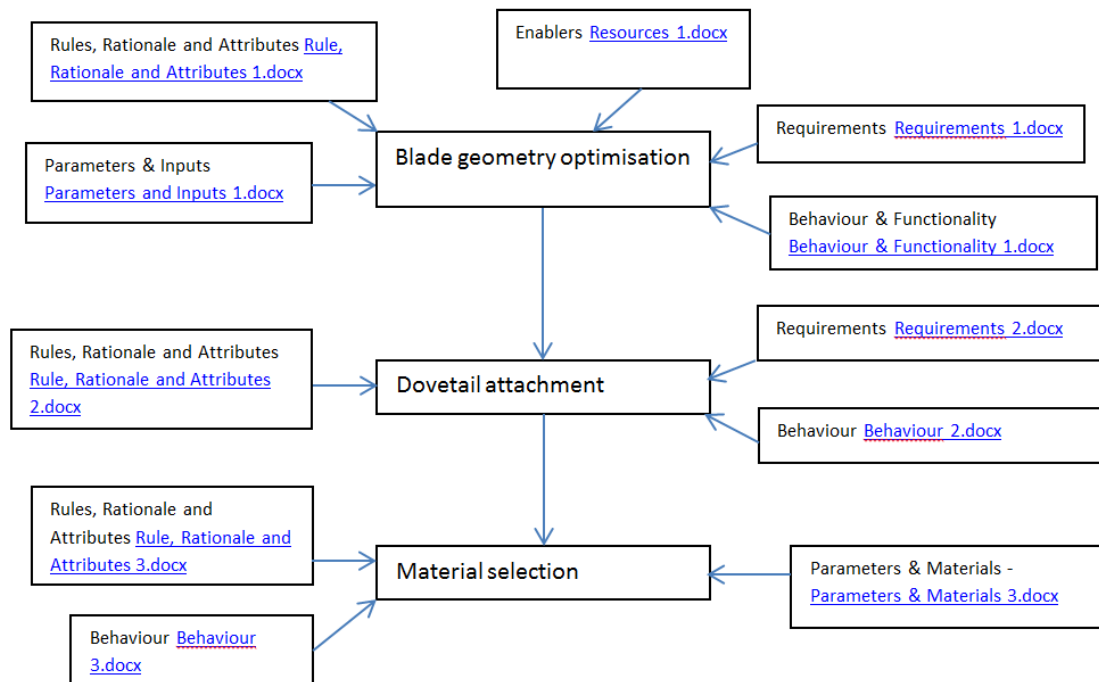 Rules, Rationale and Attributes Rule,
Rationale and Attributes 1.docx
Enablers Resources 1.docx
Requirements Requirements 1.docx
Blade geometry optimisation
Parameters & Inputs
Parameters and Inputs 1.docx
Behaviour & Functionality
Behaviour & Functionality 1.docx
Requirements Requirements 2.docx
Rules, Rationale and Attributes
Rule, Rationale and Attributes
2.docx
Dovetail attachment
Behaviour Behaviour 2.docx
Rules, Rationale and
Attributes Rule, Rationale and
Attributes 3.docx
Material selection
Parameters & Materials -
Parameters & Materials 3.docx
Behaviour Behaviour
3.docx